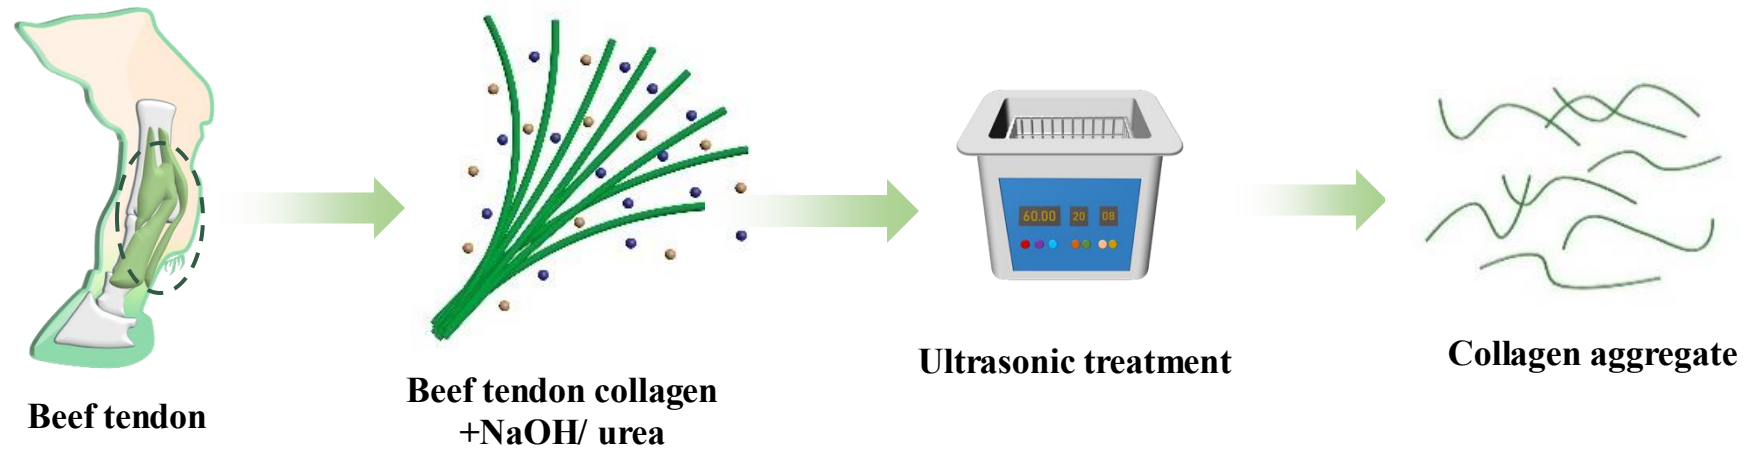 60.00 20 08
Beef tendon
Beef tendon collagen
+NaOH/ urea
Ultrasonic treatment
Collagen aggregate